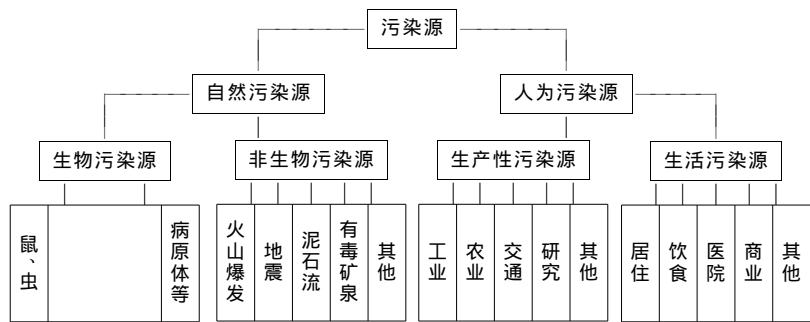 污染源
自然污染源
人为污染源
生物污染源
非生物污染源
生产性污染源
生活污染源
鼠、虫
病原体等
火山爆发
地震
泥石流
有毒矿泉
其他
工业
农业
交通
研究
其他
居住
饮食
医院
商业
其他